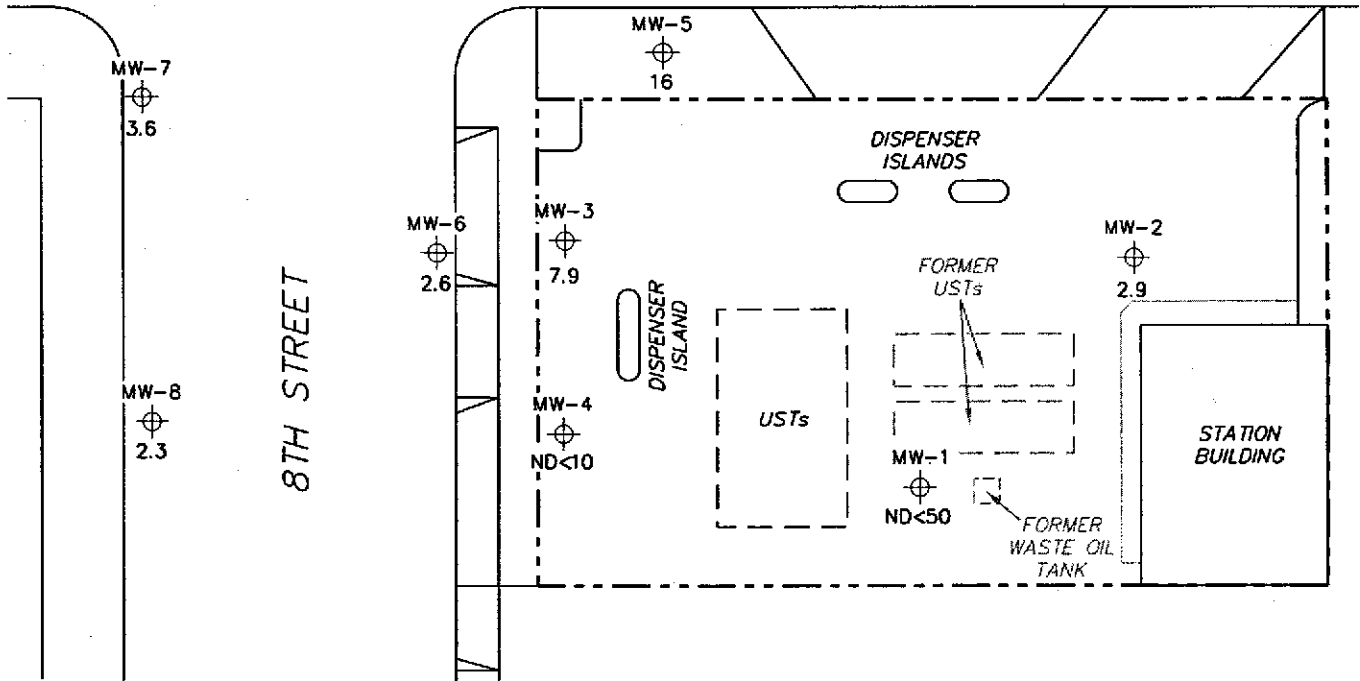 MW-5
16
MW-7
3.6
DISPENSER
ISLANDS
MW-6
2.6
MW-3
7.9
MW-2
2.9
FORMER
USTs
8TH STREET
DISPENSER
ISLAND
MW-8
2.3
MW-4
ND<10
USTs
MW-1
ND<50
STATION
BUILDING
FORMER
WASTE OIL
TANK